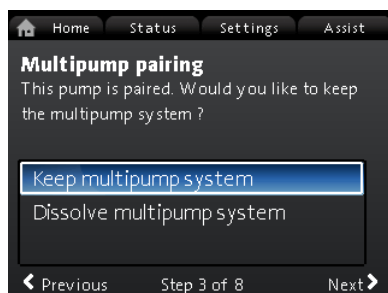 Home Status Settings Assist
Multipump pairing
This pump is paired. Would you like to keep
the multipump system ?
Keep multipump system
Dissolve multipump system
Previous Step 3 of 8 Next